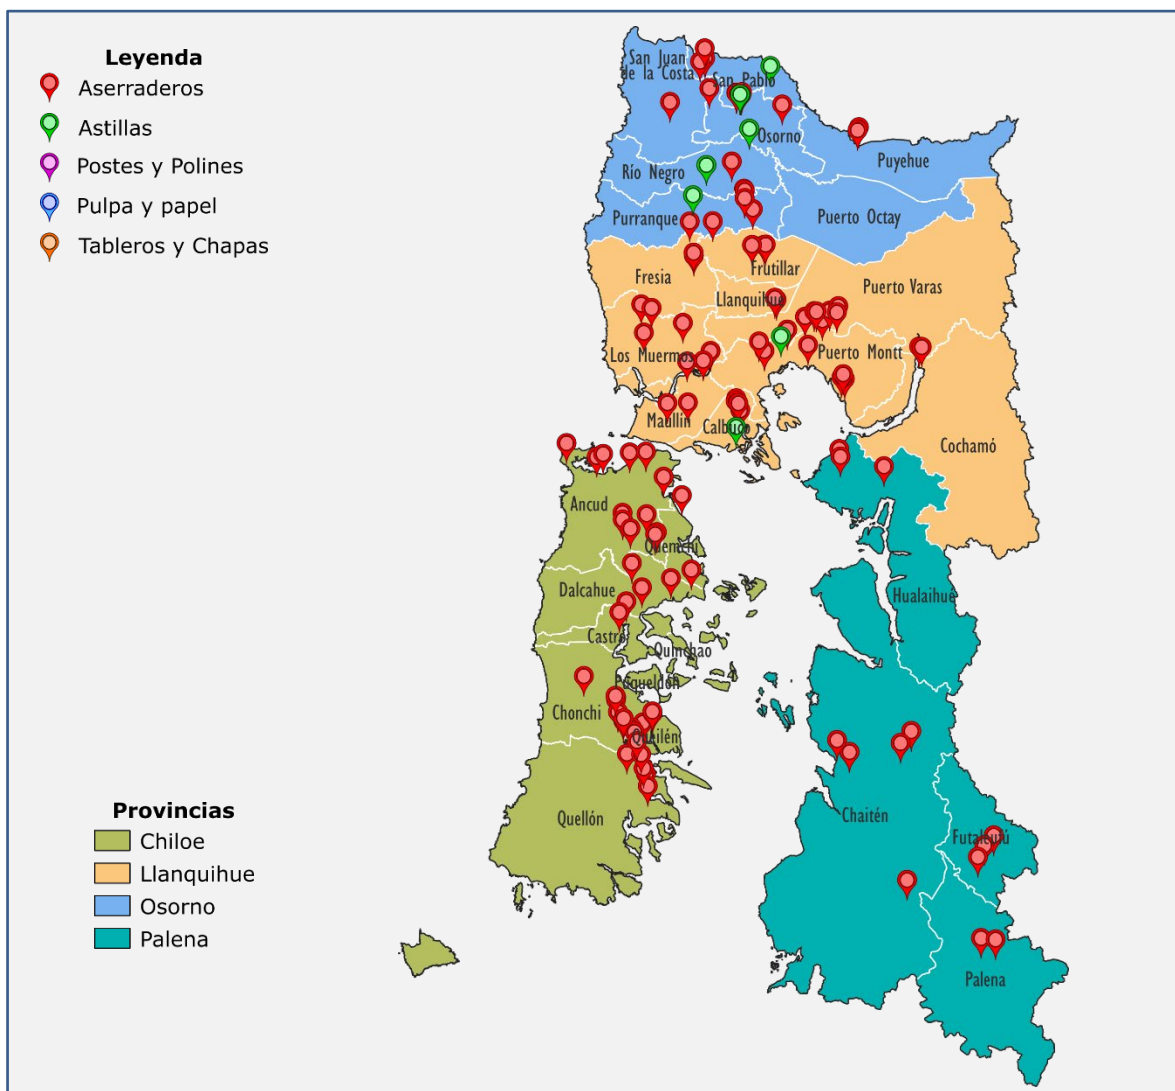 Leyenda
Aserraderos
Astillas
Postes y Polines
Pulpa y papel
Tableros y Chapas
San Juan
de la Costa
San Pablo
Osorno
Puyehue
Río Negro
Purranque
Puerto Octay
Fresia
Frutillar
Llanquihue
Puerto Varas
Los Muermos
Puerto Montt
Maullín
Calbuco
Cochamó
Ancud
Quemchi
Dalcahue
Hualaihué
Castro
Quinchao
Puqueldón
Chonchi
Queilén
Quellón
Chaitén
Futaleufú
Palena
Provincias
Chiloe
Llanquihue
Osorno
Palena